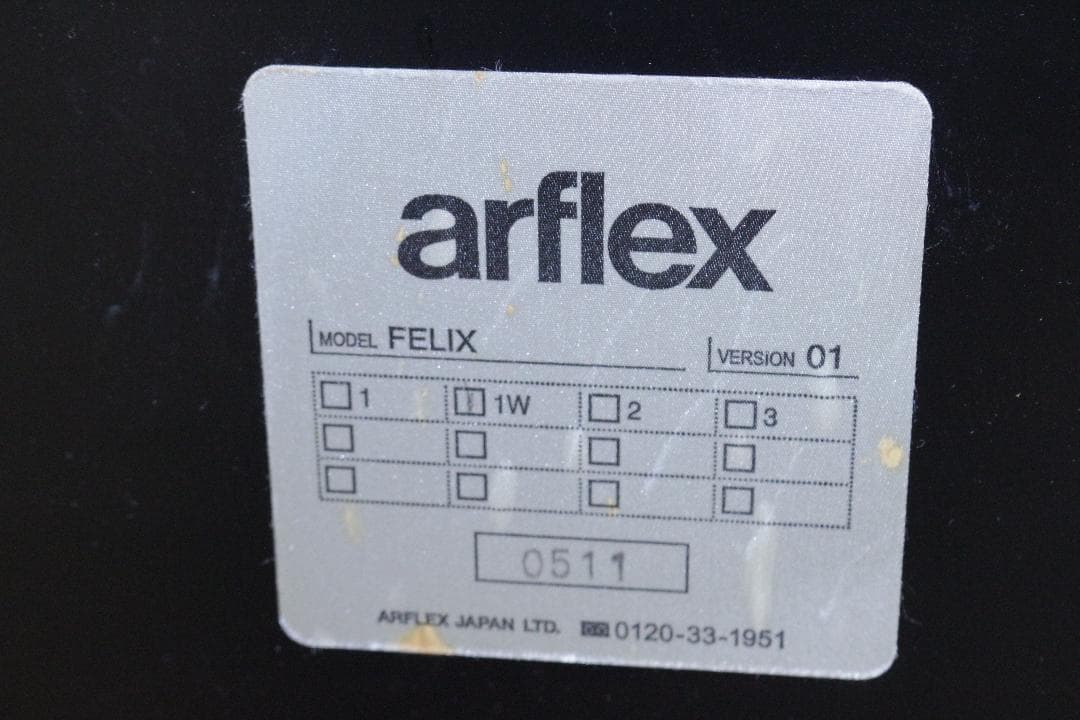 arflex
MODEL FELIX VERSiON 01
1 1W 2 3
0511
ARFLEX JAPAN LTD. 0120-33-1951